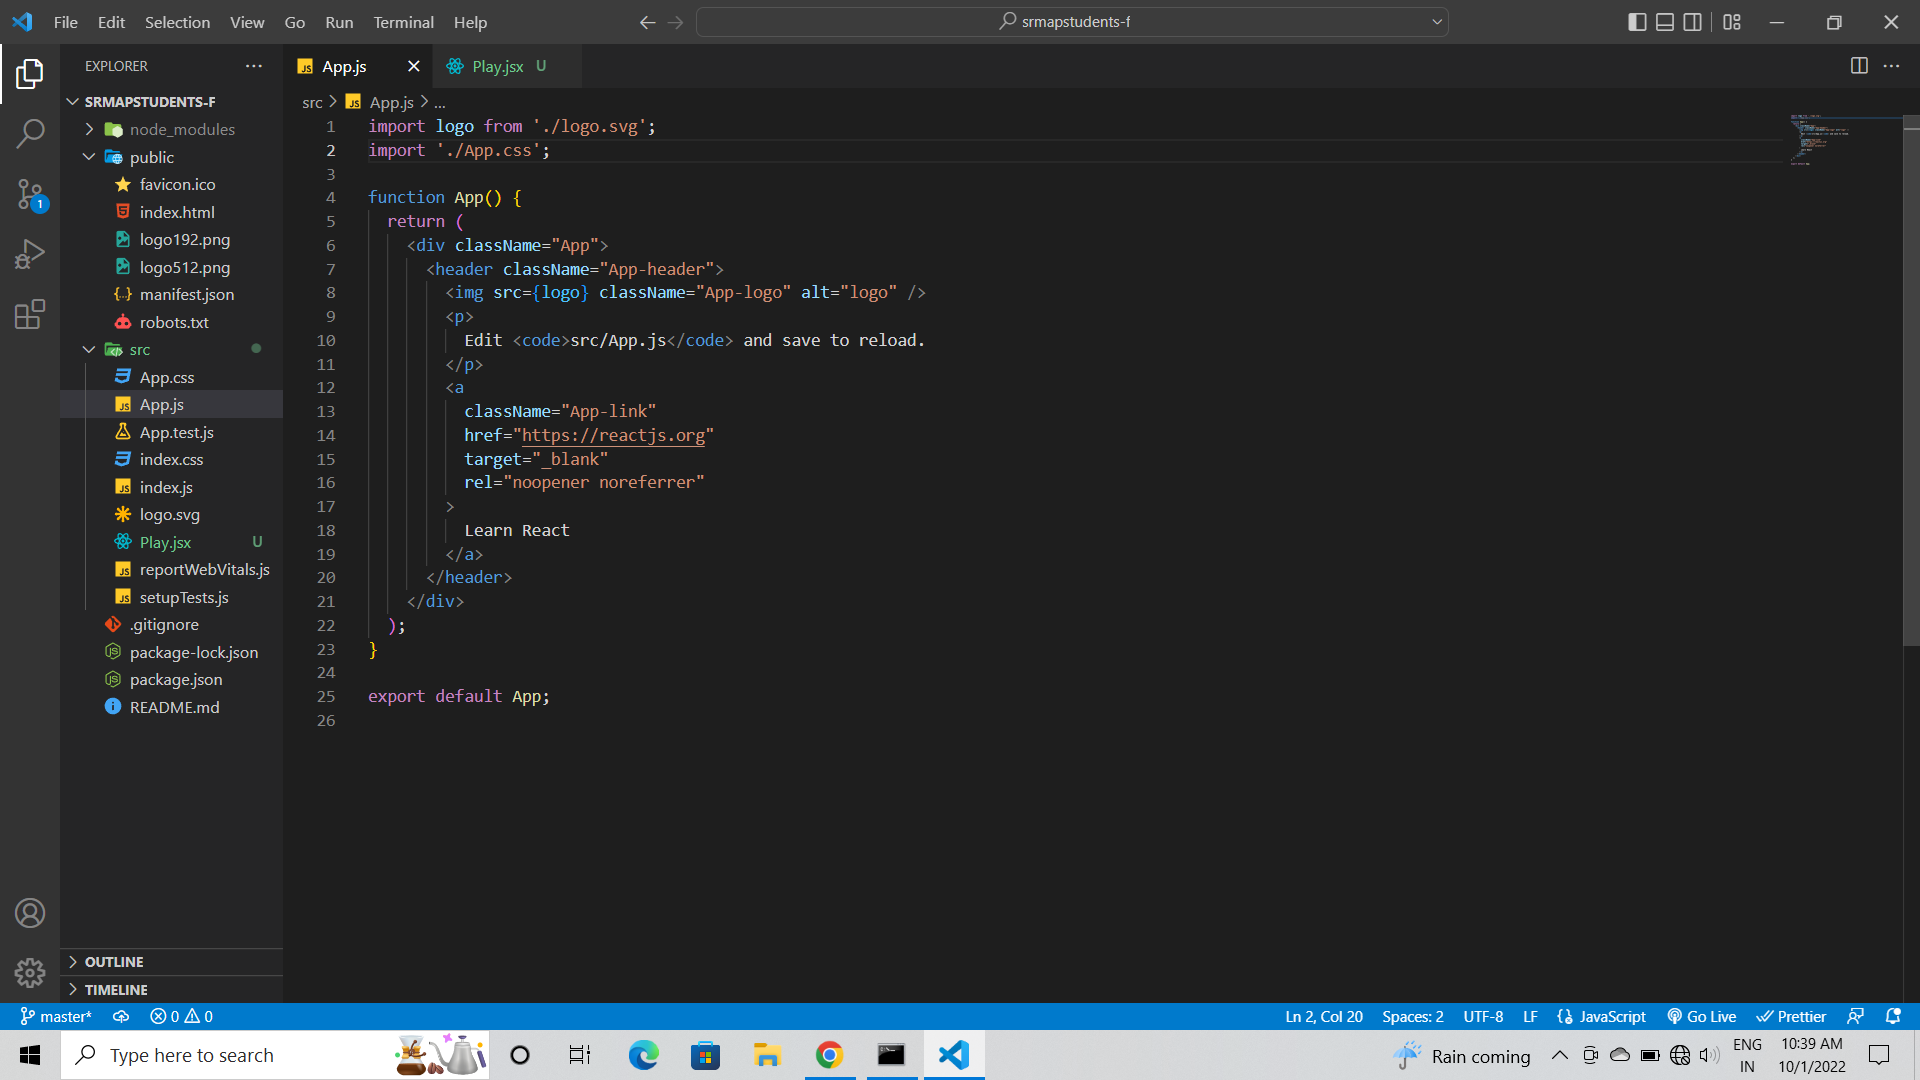 File Edit Selection View Go Run Terminal Help
srmapstudents-f
EXPLORER
SRMAPSTUDENTS-F
node_modules
public
favicon.ico
index.html
logo192.png
logo512.png
manifest.json
robots.txt
src
App.css
App.js
App.test.js
index.css
index.js
logo.svg
Play.jsx U
reportWebVitals.js
setupTests.js
.gitignore
package-lock.json
package.json
README.md
OUTLINE
TIMELINE
1
App.js
Play.jsx U
src > App.js > ...
1 import logo from './logo.svg';
2 import './App.css';
3
4 function App() {
5 return (
6 <div className="App">
7 <header className="App-header">
8 <img src={logo} className="App-logo" alt="logo" />
9 <p>
10 Edit <code>src/App.js</code> and save to reload.
11 </p>
12 <a
13 className="App-link"
14 href="https://reactjs.org"
15 target="_blank"
16 rel="noopener noreferrer"
17 >
18 Learn React
19 </a>
20 </header>
21 </div>
22 );
23 }
24
25 export default App;
26
master* 0 0
Ln 2, Col 20 Spaces: 2 UTF-8 LF JavaScript Go Live Prettier
Type here to search
Rain coming
ENG
IN
10:39 AM
10/1/2022